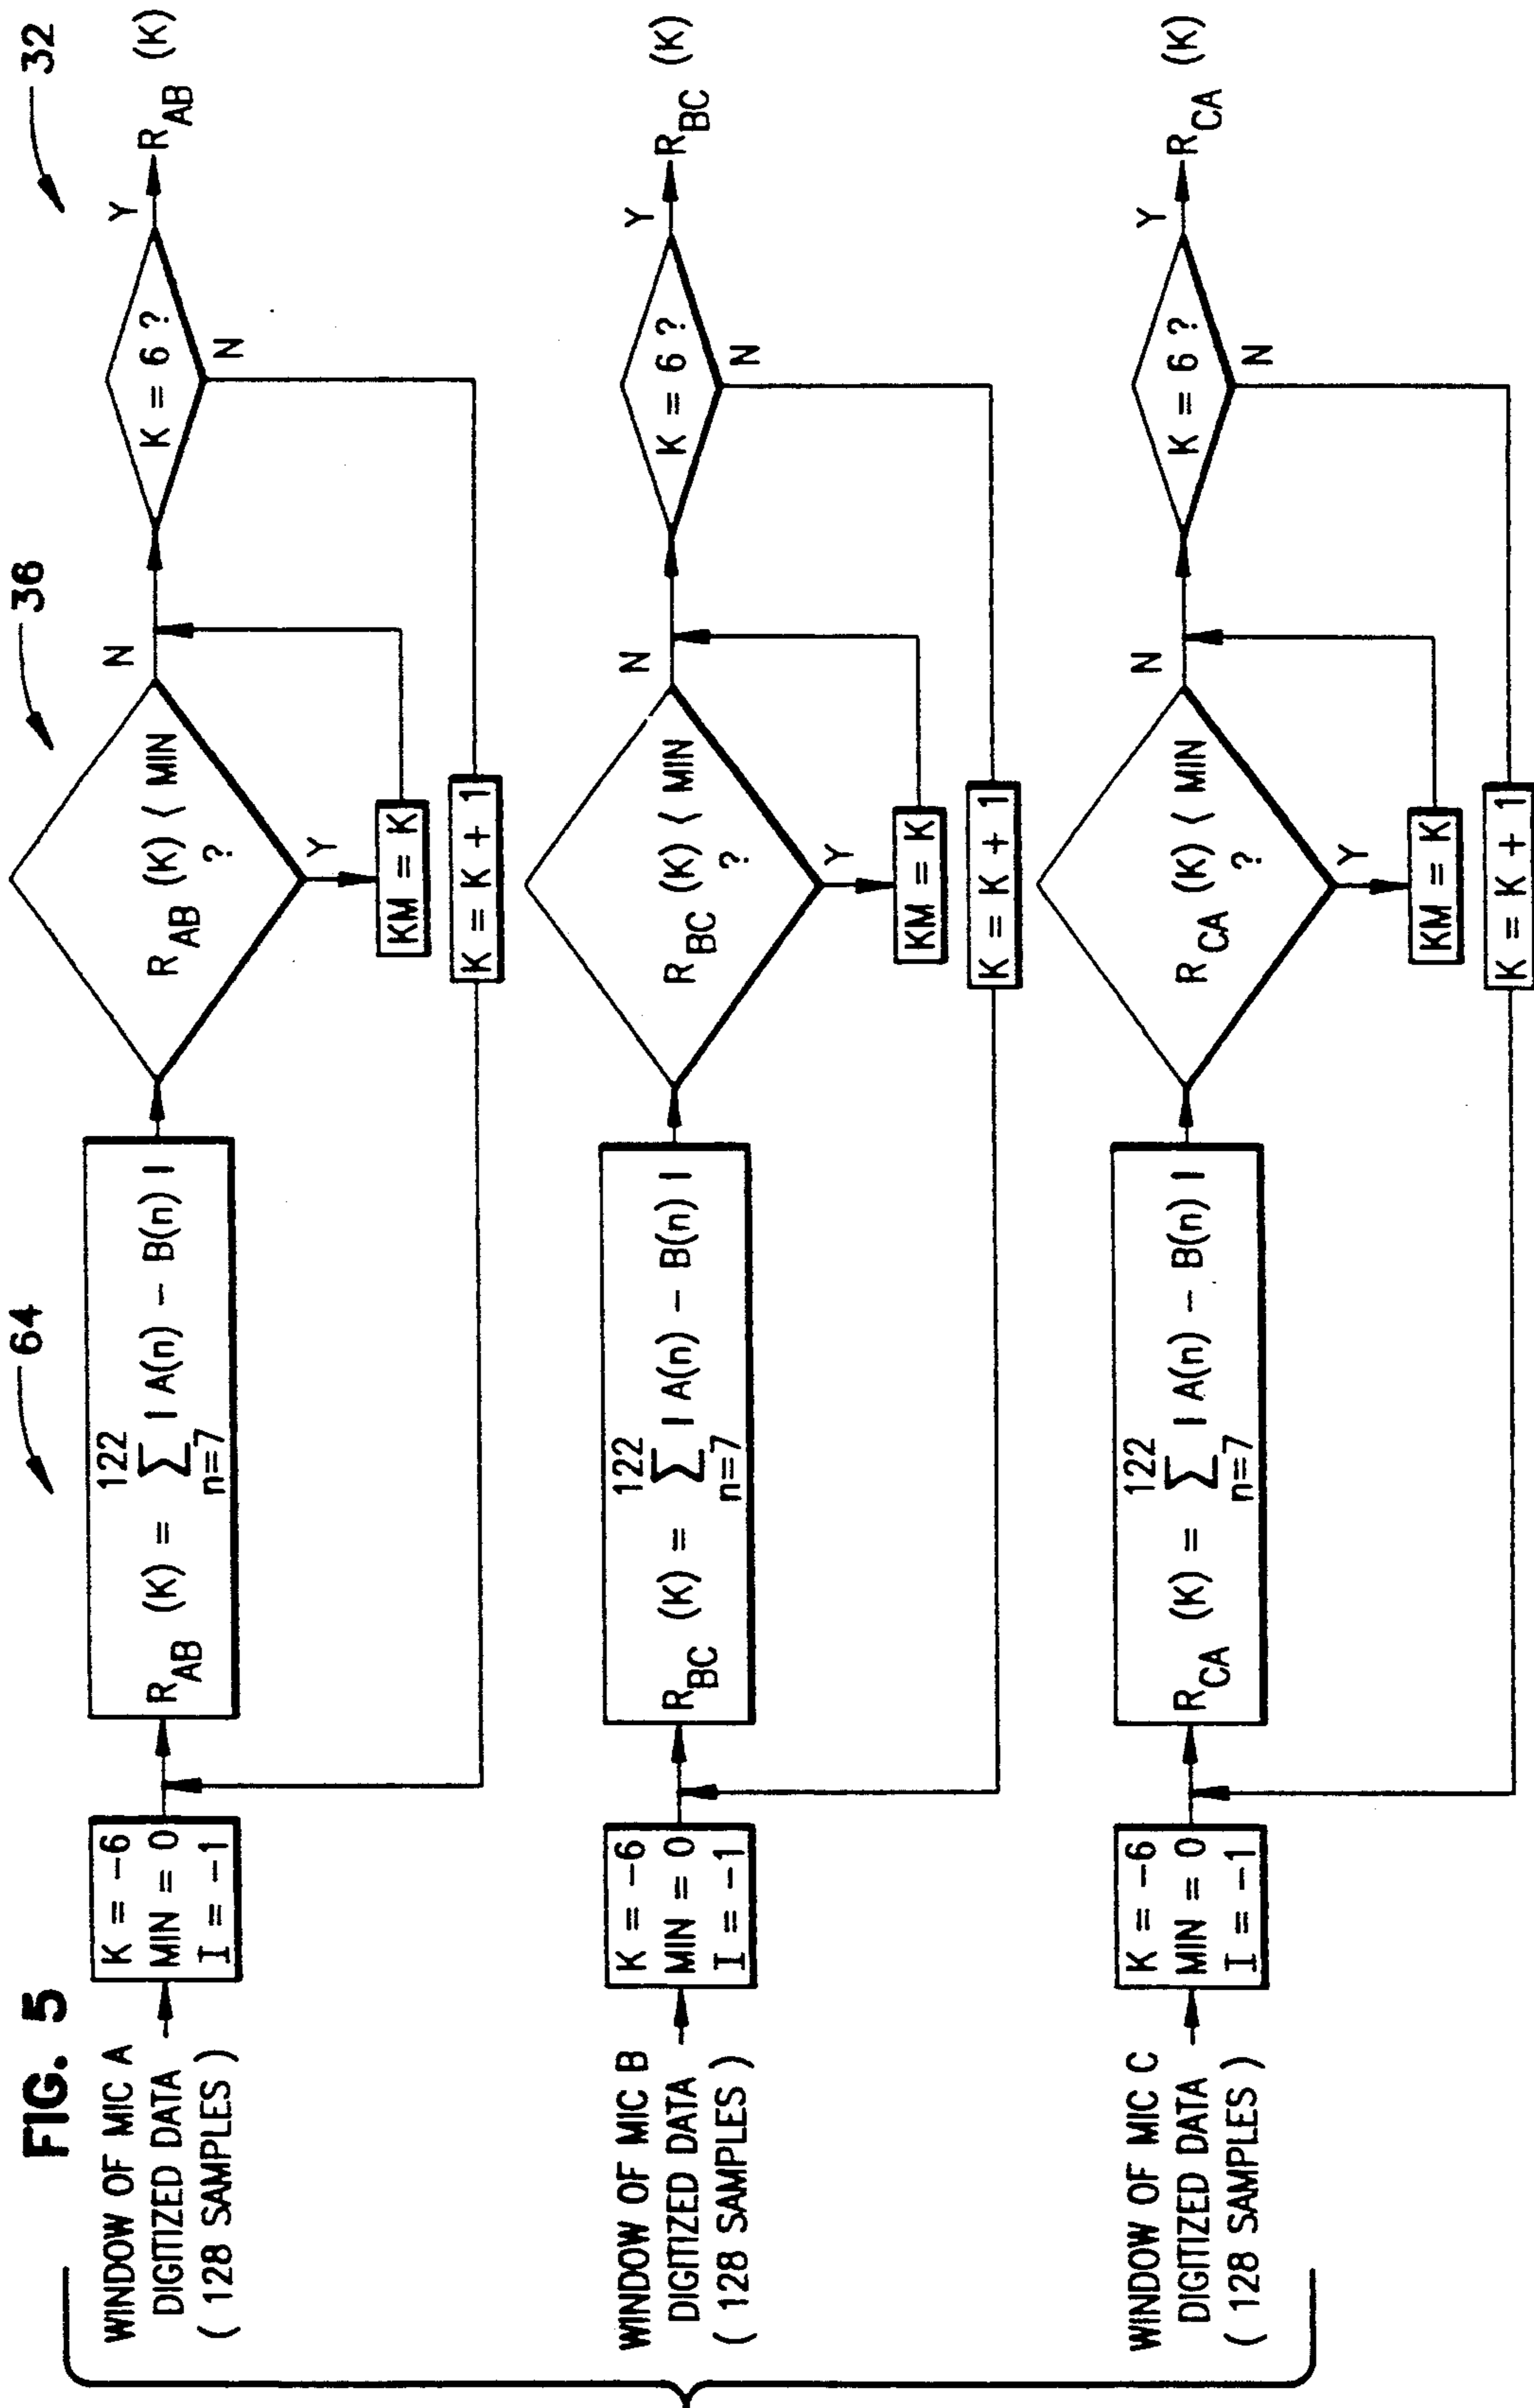 FIG. 5
64
36
32
WINDOW OF MIC A
DIGITIZED DATA
( 128 SAMPLES )
K = -6
MIN = 0
I = -1
R_AB (K) = 122 ∑ n=7 | A(n) - B(n) |
R_AB (K) < MIN
?
Y
N
KM = K
K = K + 1
K = 6 ?
N
Y
R_AB (K)
WINDOW OF MIC B
DIGITIZED DATA
( 128 SAMPLES )
K = -6
MIN = 0
I = -1
R_BC (K) = 122 ∑ n=7 | A(n) - B(n) |
R_BC (K) < MIN
?
Y
N
KM = K
K = K + 1
K = 6 ?
N
Y
R_BC (K)
WINDOW OF MIC C
DIGITIZED DATA
( 128 SAMPLES )
K = -6
MIN = 0
I = -1
R_CA (K) = 122 ∑ n=7 | A(n) - B(n) |
R_CA (K) < MIN
?
Y
N
KM = K
K = K + 1
K = 6 ?
N
Y
R_CA (K)